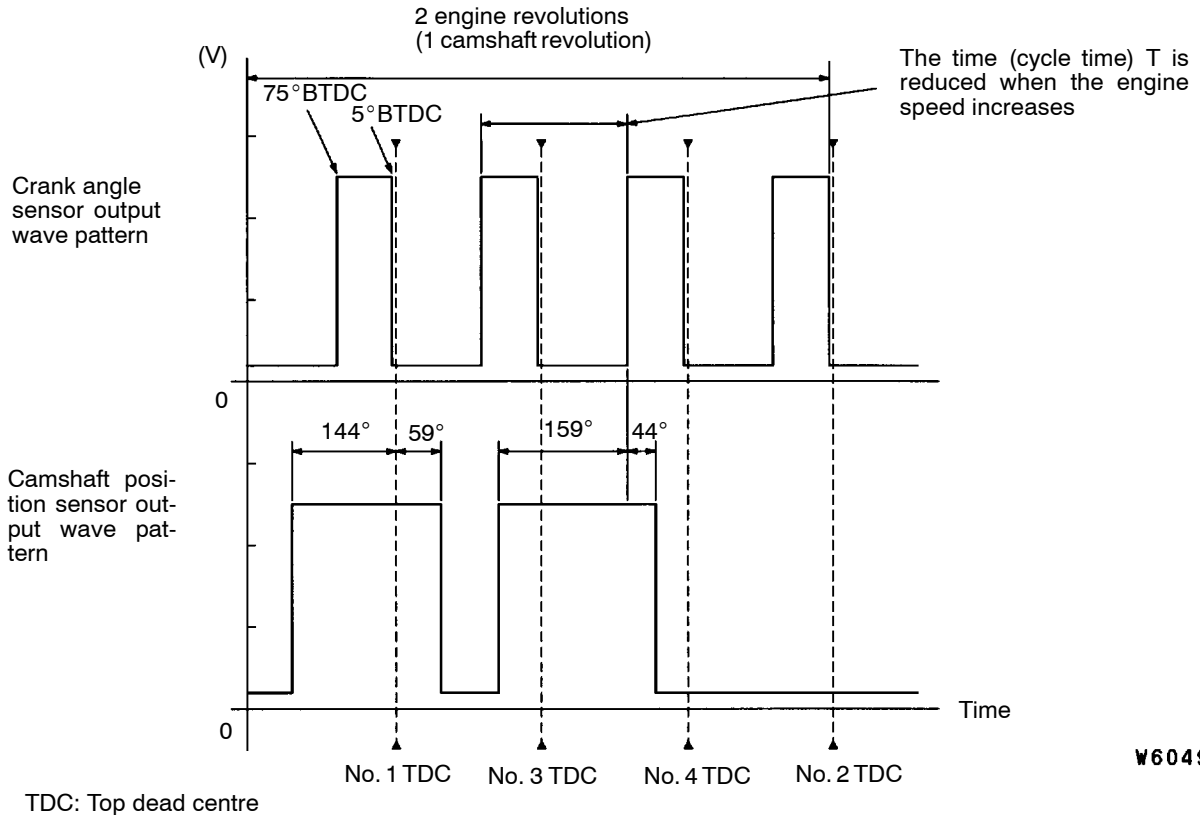 2 engine revolutions
(1 camshaft revolution)
(V)
The time (cycle time) T is
reduced when the engine
speed increases
75°BTDC
5°BTDC
Crank angle
sensor output
wave pattern
0
144°
59°
159°
44°
Camshaft posi-
tion sensor out-
put wave pat-
tern
Time
0
No. 1 TDC
No. 3 TDC
No. 4 TDC
No. 2 TDC
TDC: Top dead centre